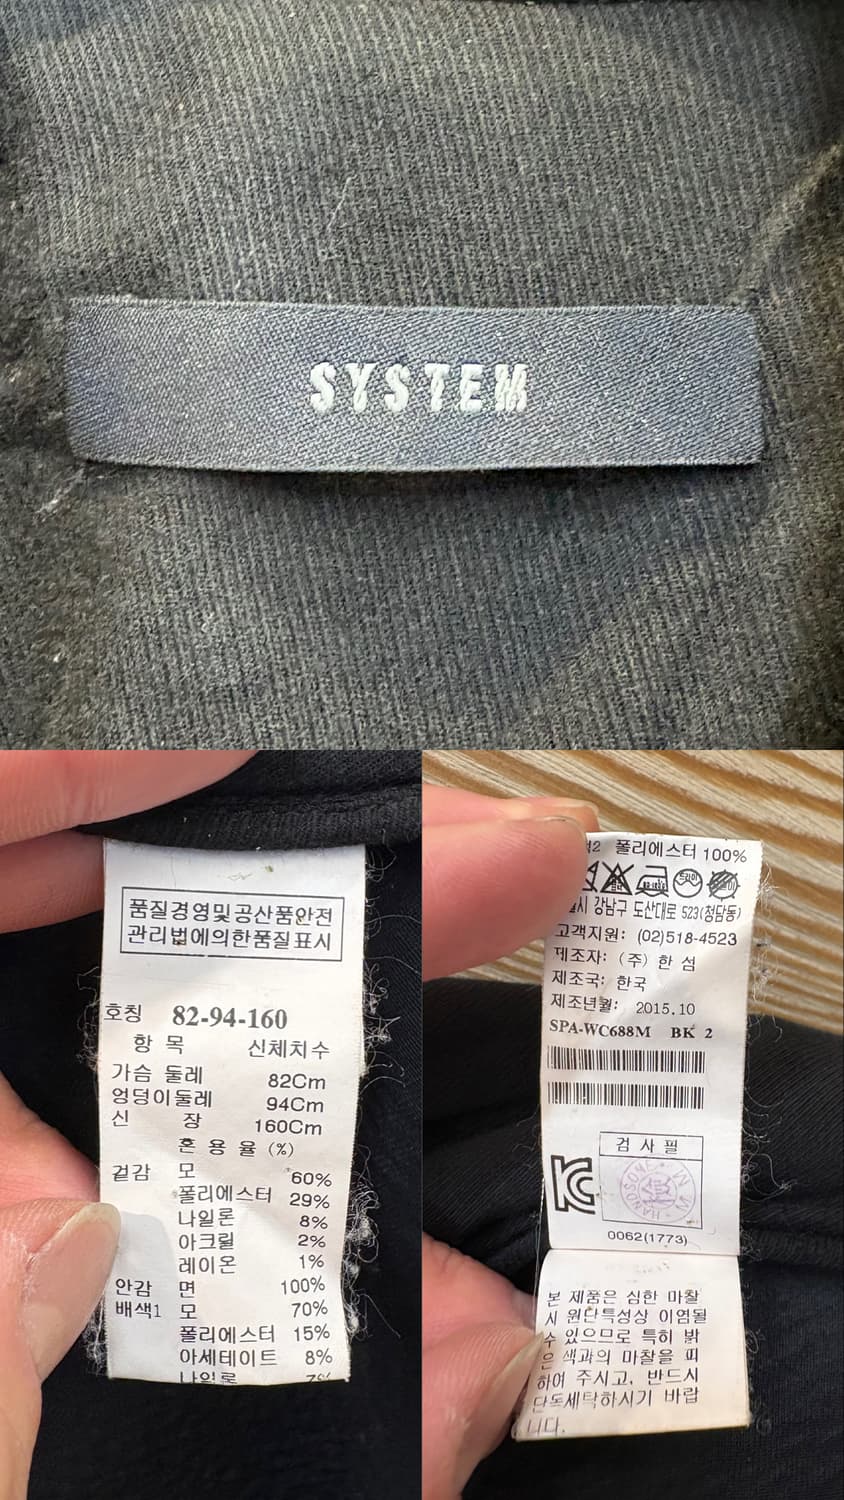 SYSTEM
품질경영및공산품안전
관리법에의한품질표시
호칭 82-94-160
항 목 신체치수
가슴 둘레 82Cm
엉덩이둘레 94Cm
신 장 160Cm
혼 용 율 (%)
겉감 모 60%
폴리에스터 29%
나일론 8%
아크릴 2%
레이온 1%
안감 면 100%
배색1 모 70%
폴리에스터 15%
아세테이트 8%
나일론 7%
폴리에스터 100%
드라이
강남구 도산대로 523(청담동)
고객지원: (02)518-4523
제조자: (주) 한 섬
제조국: 한국
제조년월: 2015.10
SPA-WC688M BK 2
검 사 필
HANDSOME
0062(1773)
본 제품은 심한 마찰
시 원단특성상 이염될
수 있으므로 특히 밝
은 색과의 마찰을 피
하여 주시고, 반드시
단독세탁하시기 바랍
니다.